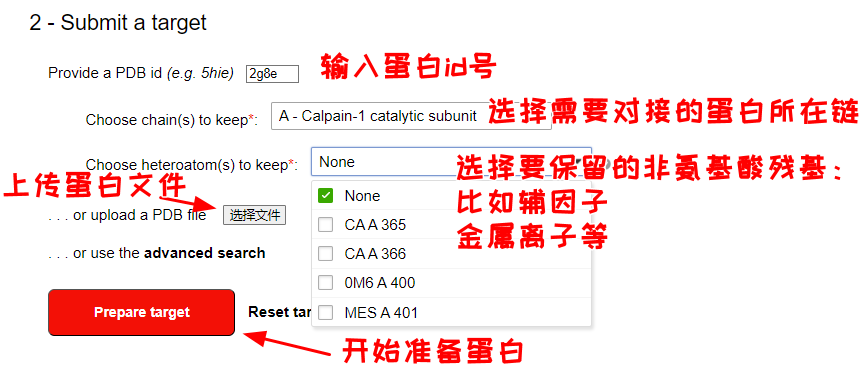 2 - Submit a target
Provide a PDB id (e.g. 5hie) 2g8e 输入蛋白id号
Choose chain(s) to keep*: A - Calpain-1 catalytic subunit 选择需要对接的蛋白所在链
Choose heteroatom(s) to keep*: None 选择要保留的非氨基酸残基：
上传蛋白文件 None 比如辅因子
. . . or upload a PDB file 选择文件 CA A 365 金属离子等
. . . or use the advanced search CA A 366
0M6 A 400
Prepare target Reset tar MES A 401
开始准备蛋白